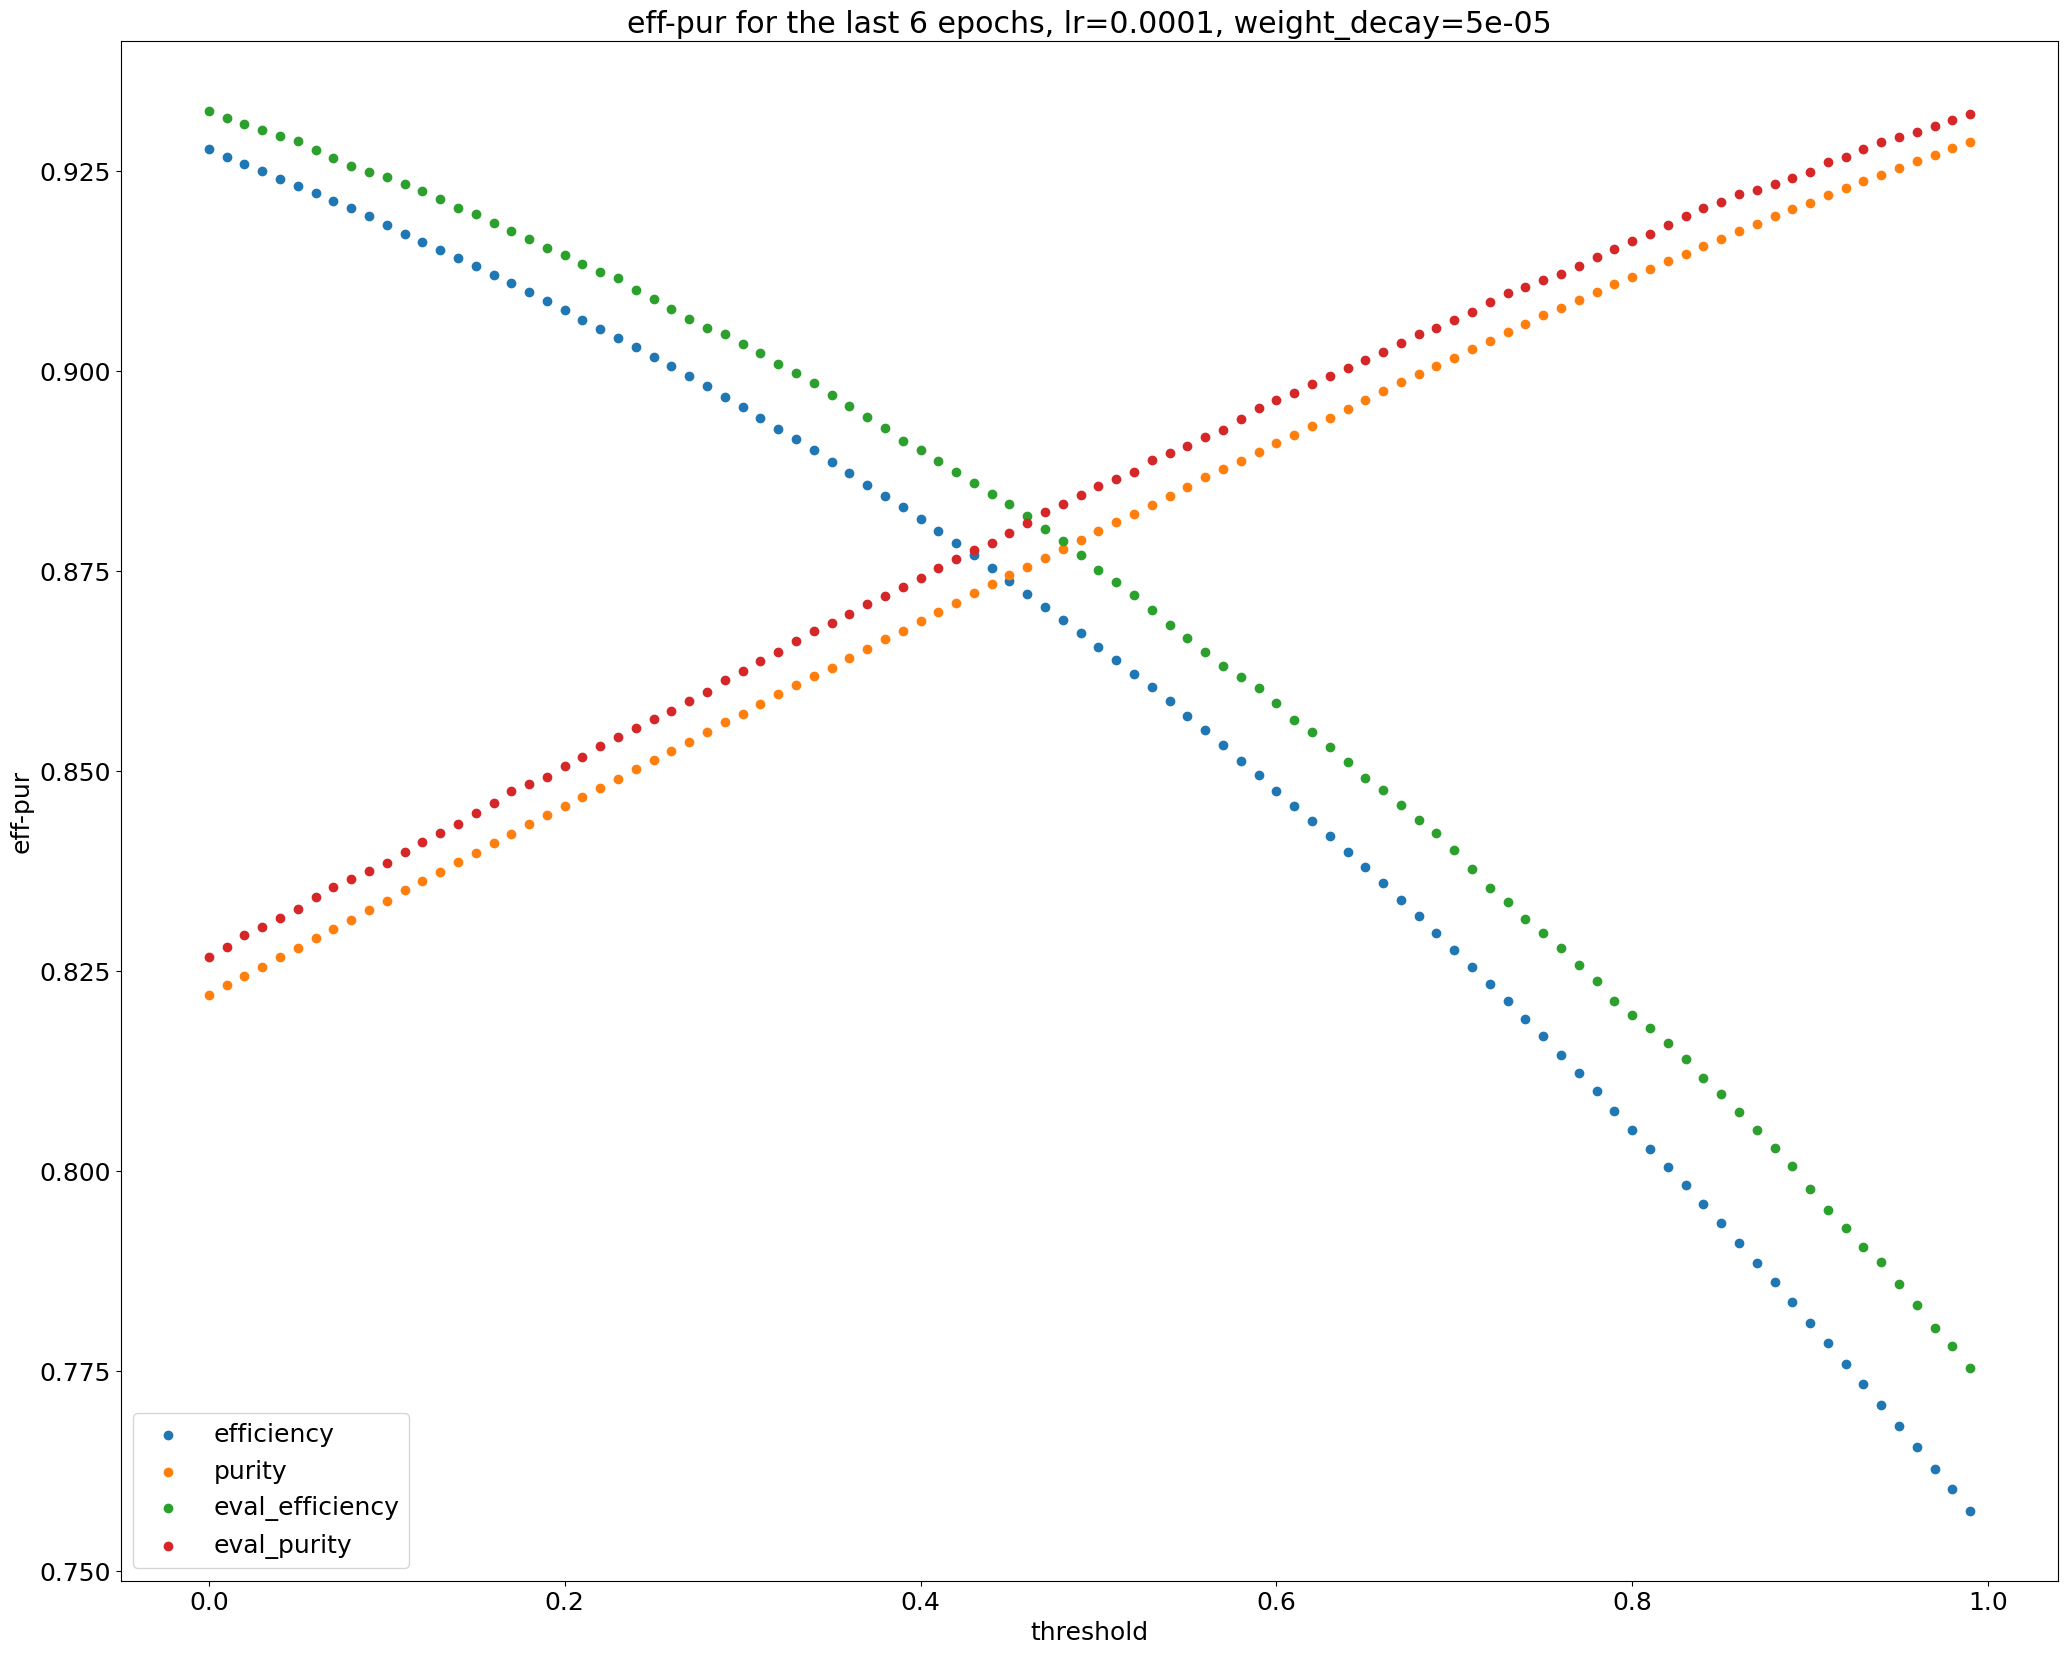 eff-pur for the last 6 epochs, lr=0.0001, weight_decay=5e-05
eff-pur
0.925
0.900
0.875
0.850
0.825
0.800
0.775
0.750
efficiency
purity
eval_efficiency
eval_purity
0.0 0.2 0.4 0.6 0.8 1.0
threshold